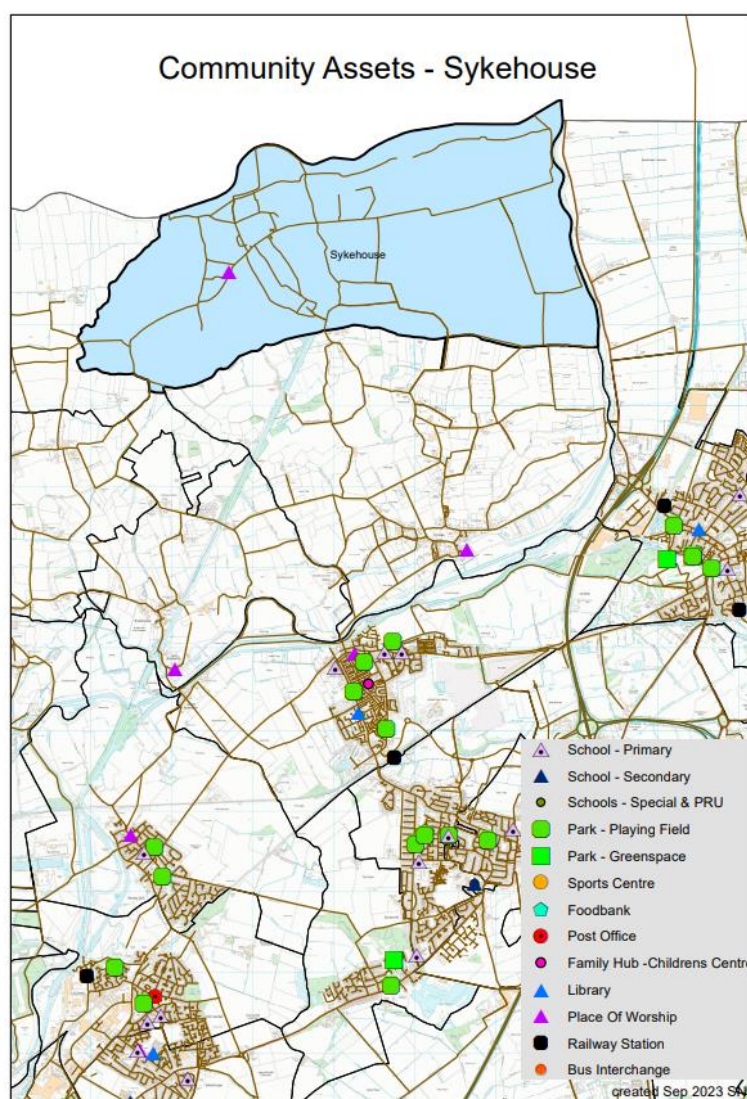 Community Assets - Sykehouse
Sykehouse
School - Primary
School - Secondary
Schools - Special & PRU
Park - Playing Field
Park - Greenspace
Sports Centre
Foodbank
Post Office
Family Hub -Childrens Centre
Library
Place Of Worship
Railway Station
Bus Interchange
created Sep 2023